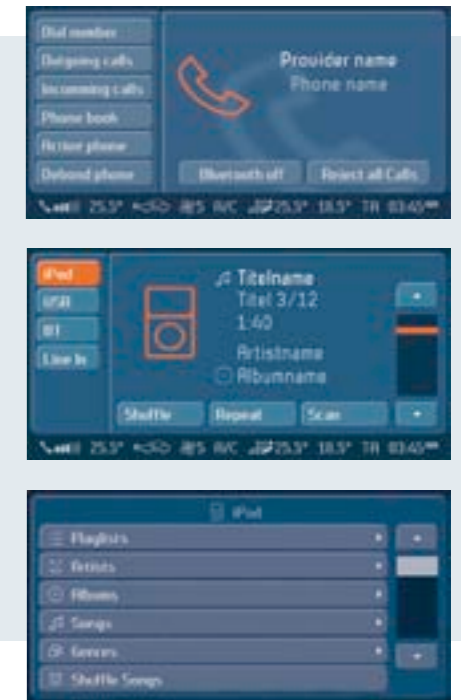 Dial number
Outgoing calls
Incomming calls
Phone book
Active phone
Debond phone
Provider name
Phone name
Bluetooth off
Reject all Calls
25.5° A/C 25.5° 18.5° TA 03:45
iPod
USB
BT
Line In
Titelname
Titel 3/12
1:40
Artistname
Albumname
Shuffle
Repeat
Scan
25.5° A/C 25.5° 18.5° TA 03:45
iPod
Playlists
Artists
Albums
Songs
Genres
Shuffle Songs